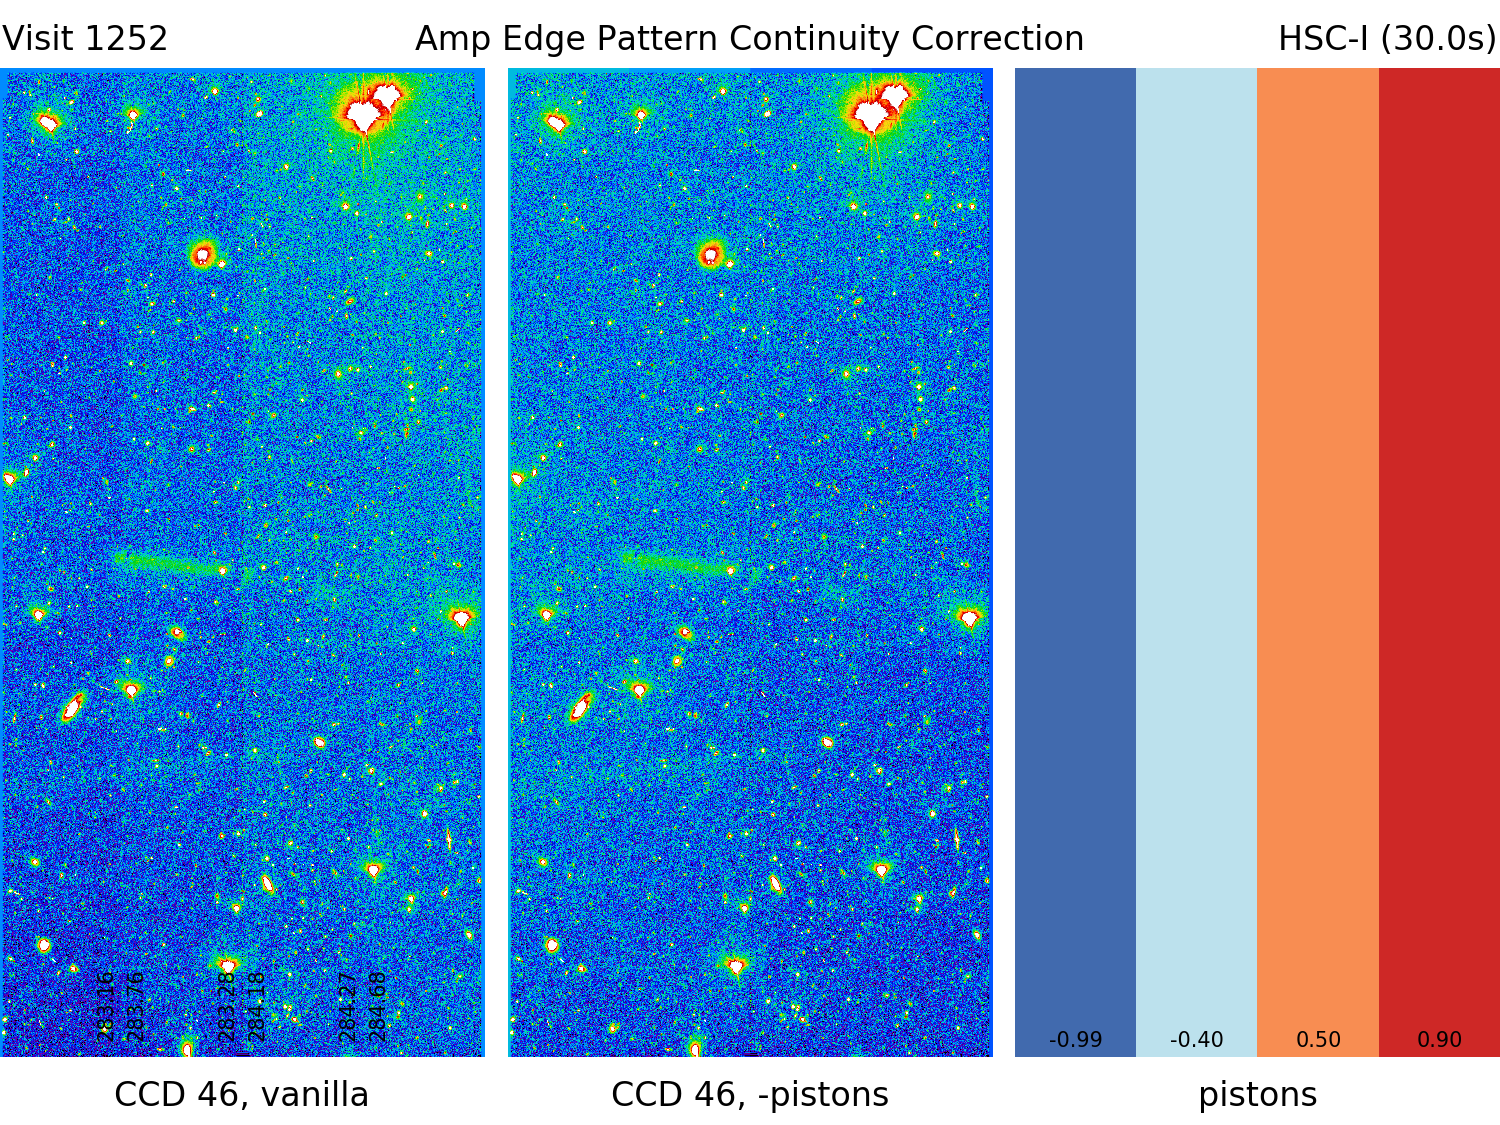 Visit 1252
Amp Edge Pattern Continuity Correction
HSC-I (30.0s)
283.16
283.76
283.28
284.18
284.27
284.68
-0.99
-0.40
0.50
0.90
CCD 46, vanilla
CCD 46, -pistons
pistons